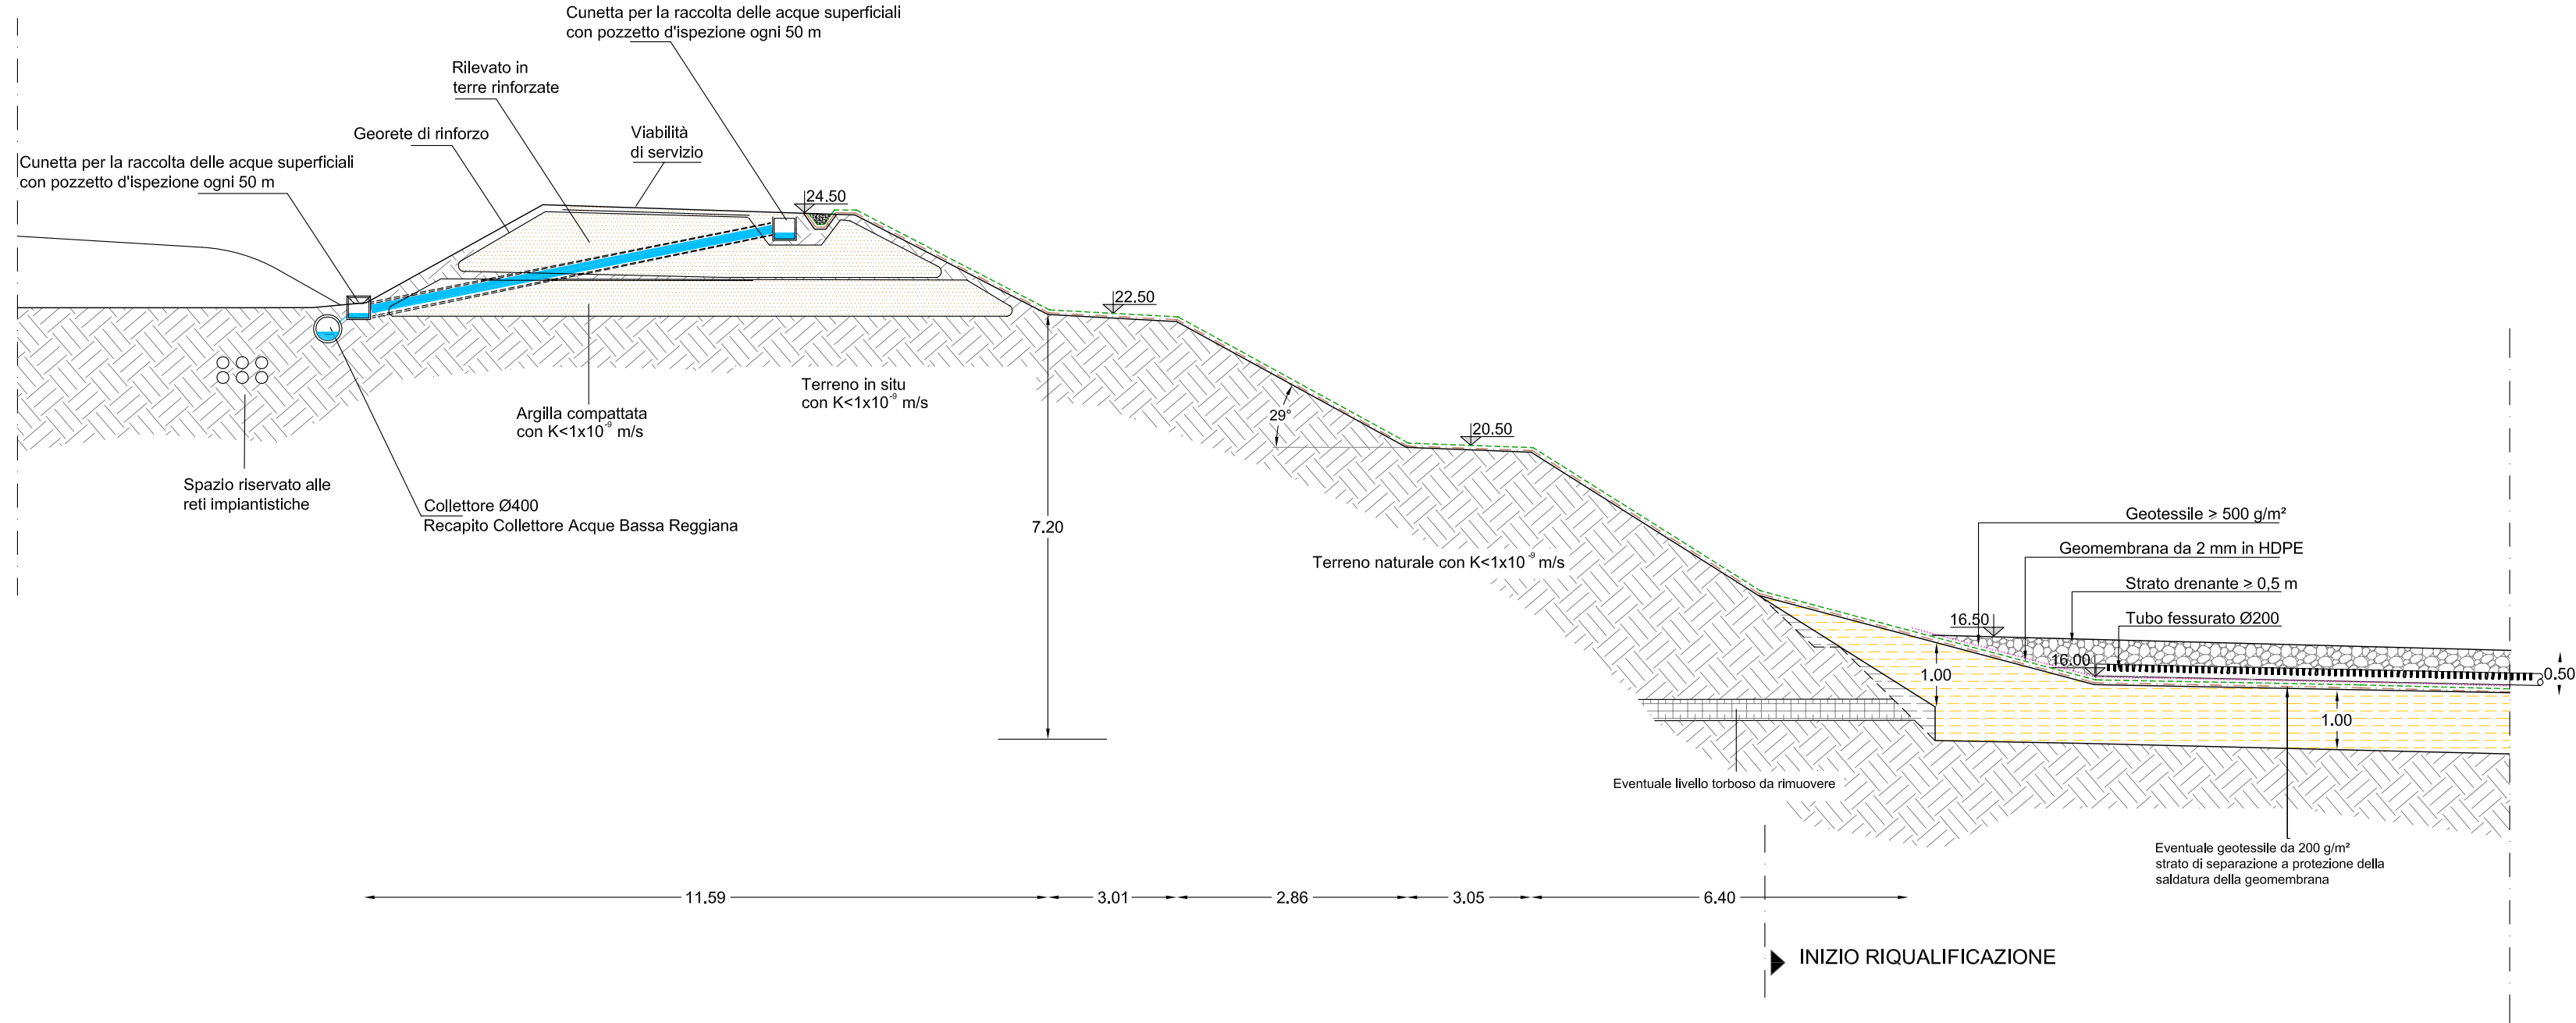 Cunetta per la raccolta delle acque superficiali
con pozzetto d'ispezione ogni 50 m
Rilevato in
terre rinforzate
Georete di rinforzo
Viabilità
di servizio
Cunetta per la raccolta delle acque superficiali
con pozzetto d'ispezione ogni 50 m
24.50
22.50
Terreno in situ
con K<1x10⁻⁹ m/s
Argilla compattata
con K<1x10⁻⁹ m/s
29°
20.50
Spazio riservato alle
reti impiantistiche
Collettore Ø400
Recapito Collettore Acque Bassa Reggiana
7.20
Terreno naturale con K<1x10⁻⁹ m/s
Geotessile ≥ 500 g/m²
Geomembrana da 2 mm in HDPE
Strato drenante ≥ 0,5 m
Tubo fessurato Ø200
16.50
16.00
1.00
0.50
1.00
Eventuale livello torboso da rimuovere
Eventuale geotessile da 200 g/m²
strato di separazione a protezione della
saldatura della geomembrana
11.59
3.01
2.86
3.05
6.40
INIZIO RIQUALIFICAZIONE